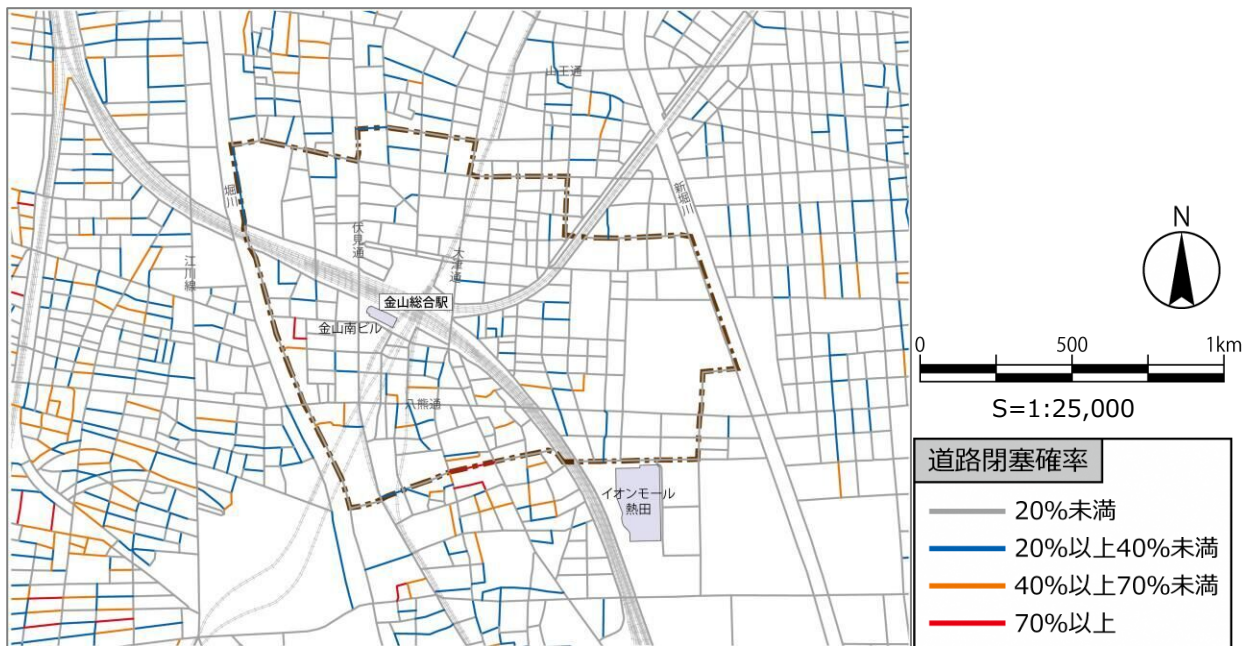 山王通
堀川
新堀川
伏見通
大津通
江川線
金山総合駅
金山南ビル
八熊通
イオンモール
熱田
N
0 500 1km
S=1:25,000
道路閉塞確率
20%未満
20%以上40%未満
40%以上70%未満
70%以上